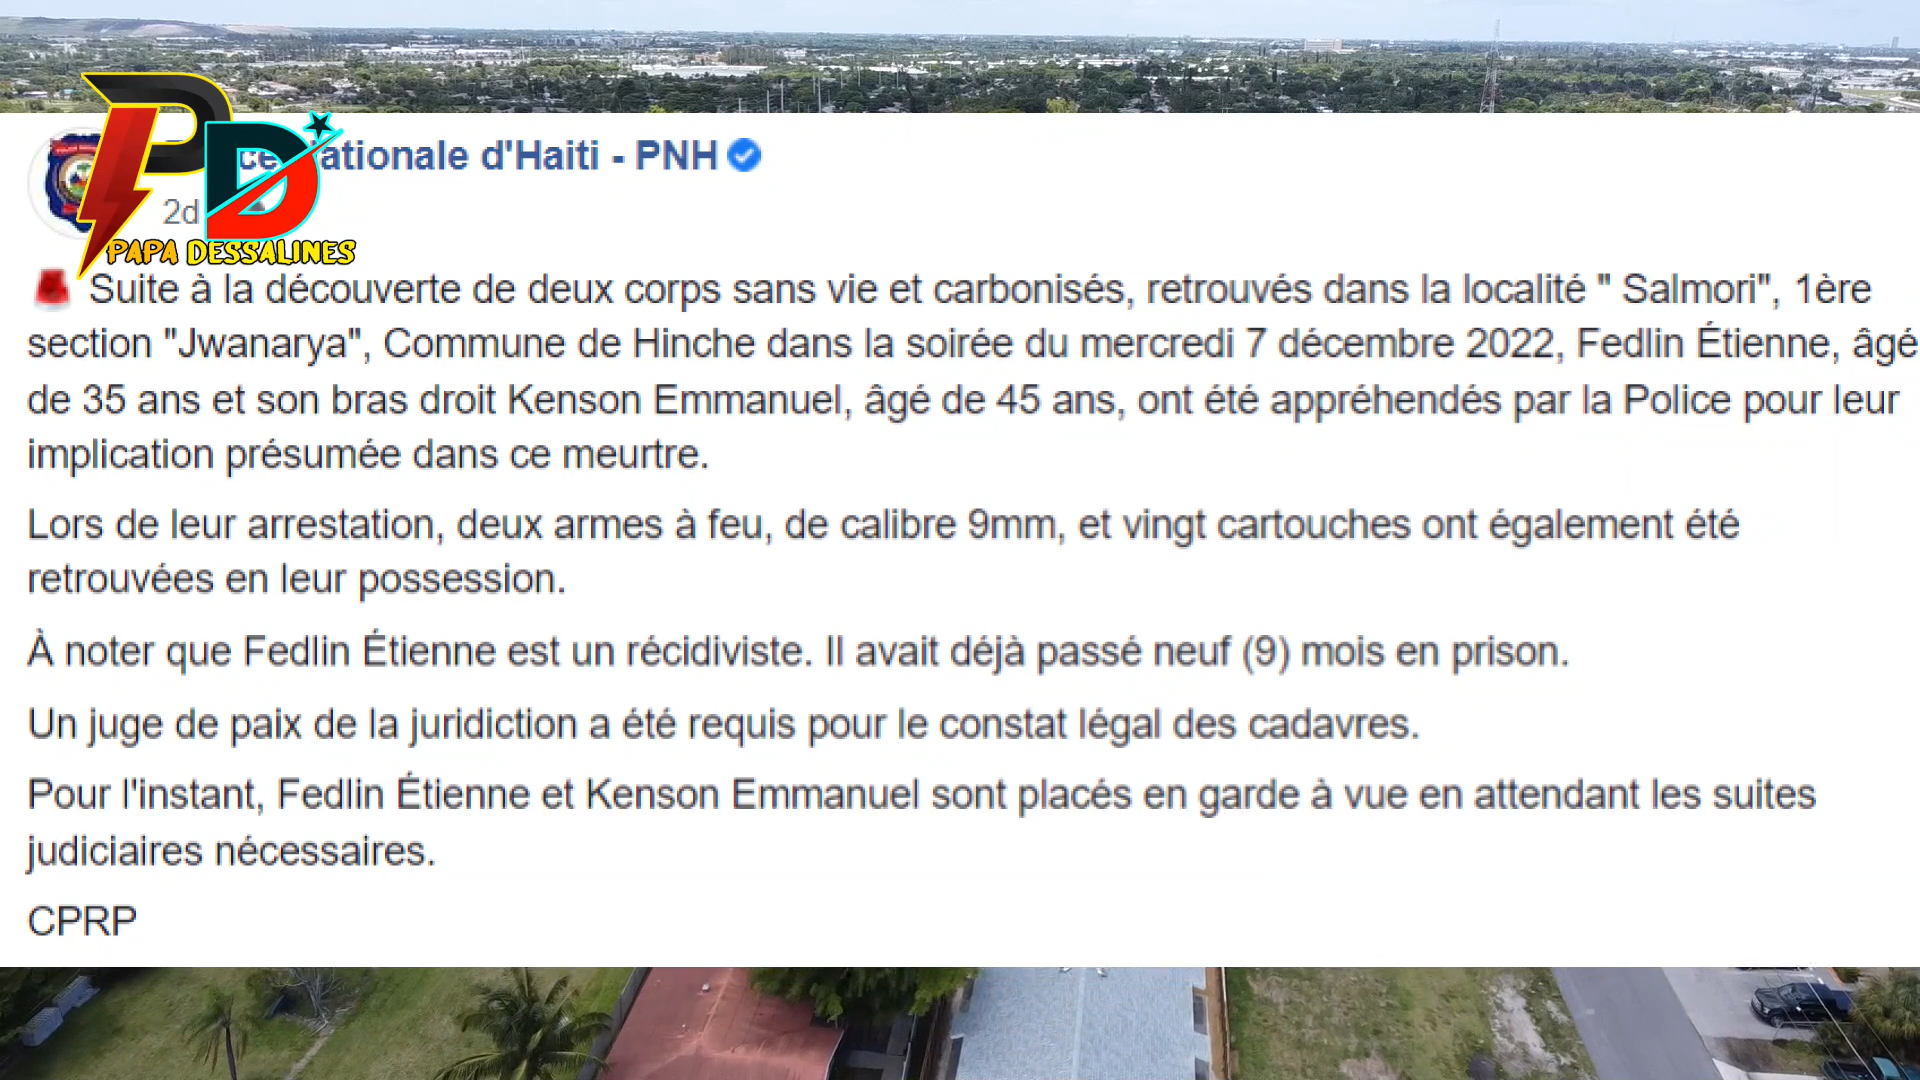 PD
PAPA DESSALINES
ce Nationale d'Haiti - PNH
2d
Suite à la découverte de deux corps sans vie et carbonisés, retrouvés dans la localité " Salmori", 1ère
section "Jwanarya", Commune de Hinche dans la soirée du mercredi 7 décembre 2022, Fedlin Étienne, âgé
de 35 ans et son bras droit Kenson Emmanuel, âgé de 45 ans, ont été appréhendés par la Police pour leur
implication présumée dans ce meurtre.
Lors de leur arrestation, deux armes à feu, de calibre 9mm, et vingt cartouches ont également été
retrouvées en leur possession.
À noter que Fedlin Étienne est un récidiviste. Il avait déjà passé neuf (9) mois en prison.
Un juge de paix de la juridiction a été requis pour le constat légal des cadavres.
Pour l'instant, Fedlin Étienne et Kenson Emmanuel sont placés en garde à vue en attendant les suites
judiciaires nécessaires.
CPRP